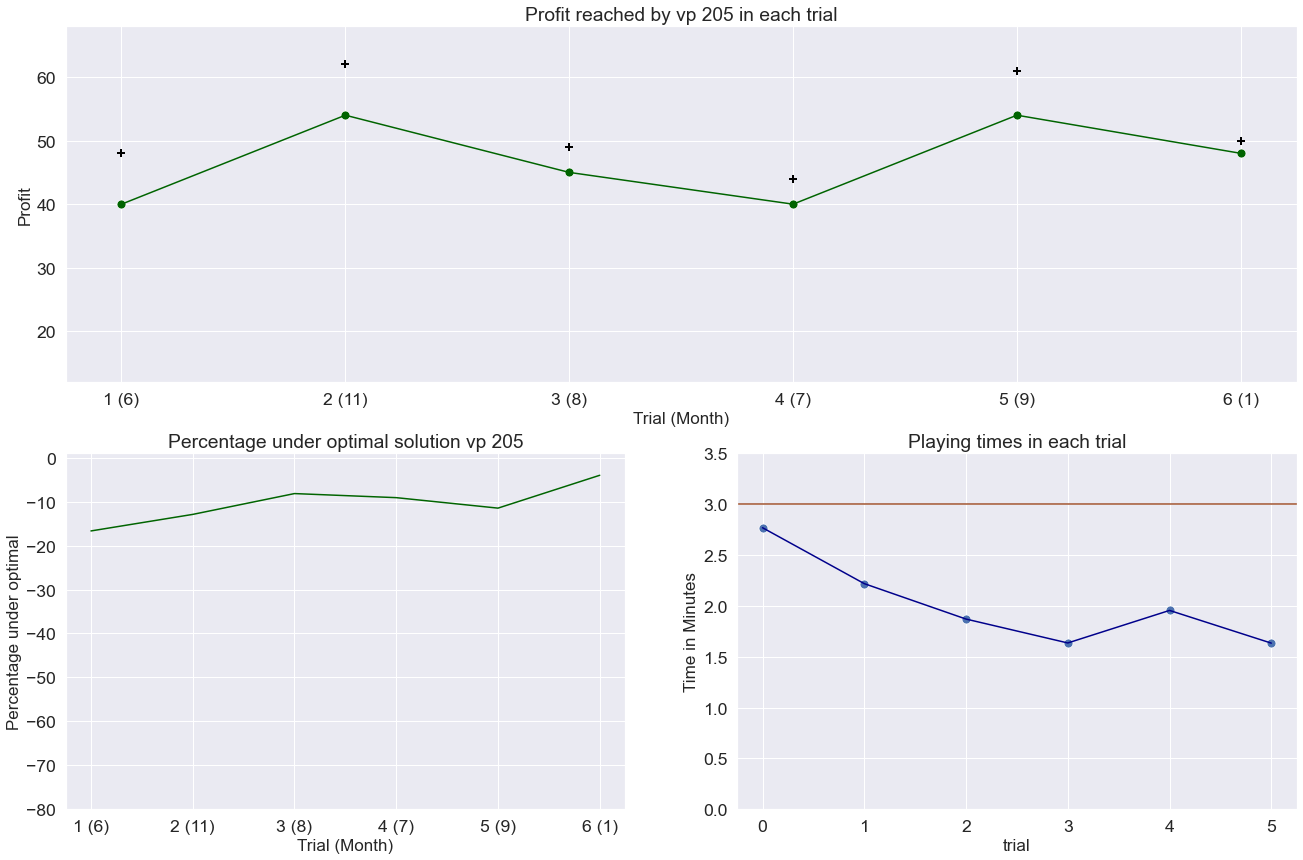 Profit reached by vp 205 in each trial
Profit
60
50
40
30
20
1 (6) 2 (11) 3 (8) 4 (7) 5 (9) 6 (1)
Trial (Month)
Percentage under optimal solution vp 205
Percentage under optimal
0
−10
−20
−30
−40
−50
−60
−70
−80
1 (6) 2 (11) 3 (8) 4 (7) 5 (9) 6 (1)
Trial (Month)
Playing times in each trial
Time in Minutes
3.5
3.0
2.5
2.0
1.5
1.0
0.5
0.0
0 1 2 3 4 5
trial